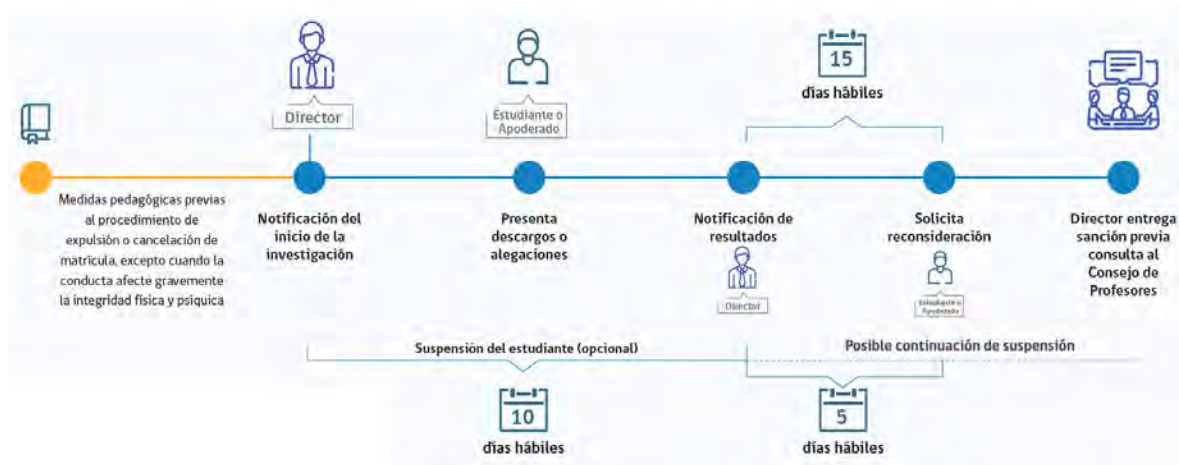 15
días hábiles
Director
Estudiante o
Apoderado
Medidas pedagógicas previas
al procedimiento de
expulsión o cancelación de
matrícula, excepto cuando la
conducta afecte gravemente
la integridad física y psíquica
Notificación del
inicio de la
investigación
Presenta
descargos o
alegaciones
Notificación de
resultados
Director
Solicita
reconsideración
Estudiante o
Apoderado
Director entrega
sanción previa
consulta al
Consejo de
Profesores
Suspensión del estudiante (opcional)
Posible continuación de suspensión
10
días hábiles
5
días hábiles